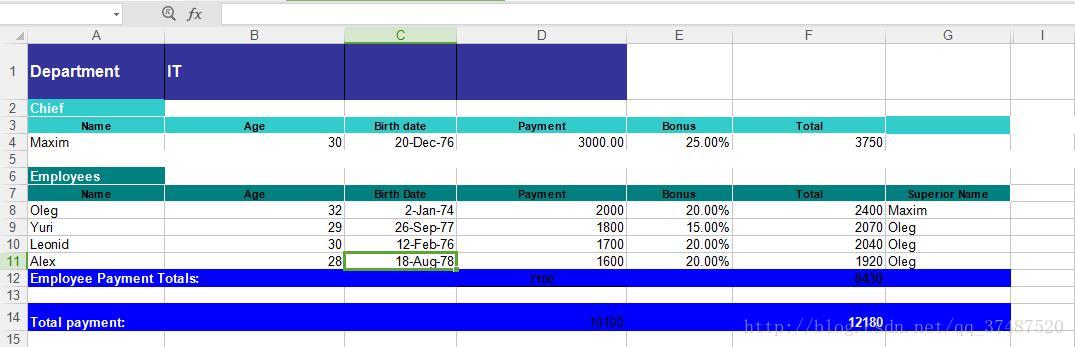 fx
A B C D E F G I
1 Department IT
2 Chief
3 Name Age Birth date Payment Bonus Total
4 Maxim 30 20-Dec-76 3000.00 25.00% 3750
5
6 Employees
7 Name Age Birth Date Payment Bonus Total Superior Name
8 Oleg 32 2-Jan-74 2000 20.00% 2400 Maxim
9 Yuri 29 26-Sep-77 1800 15.00% 2070 Oleg
10 Leonid 30 12-Feb-76 1700 20.00% 2040 Oleg
11 Alex 28 18-Aug-78 1600 20.00% 1920 Oleg
12 Employee Payment Totals: 7100 8430
13
14 Total payment: 10100 12180
http://blog.csdn.net/qq_37487520
15